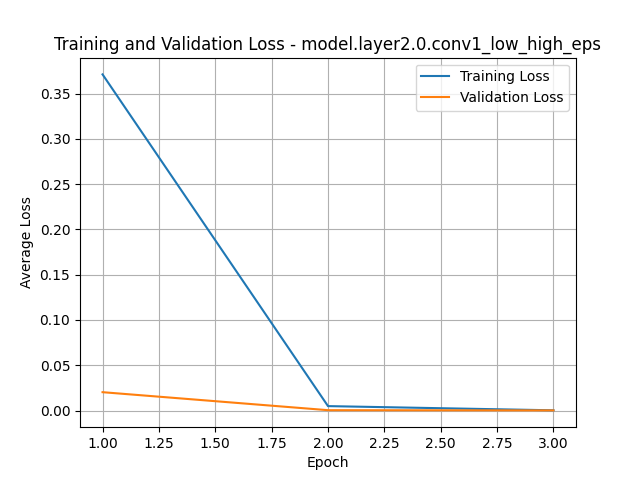 Training and Validation Loss - model.layer2.0.conv1_low_high_eps
Training Loss
Validation Loss
Average Loss
0.35
0.30
0.25
0.20
0.15
0.10
0.05
0.00
1.00 1.25 1.50 1.75 2.00 2.25 2.50 2.75 3.00
Epoch